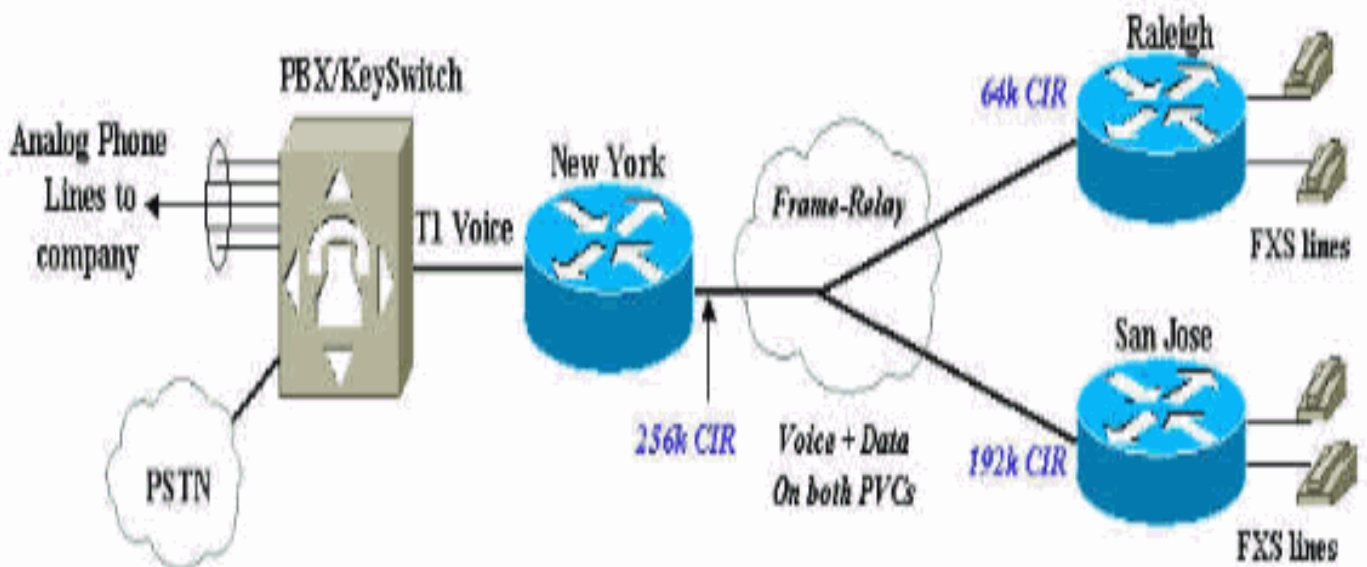 PBX/KeySwitch
Analog Phone
Lines to
company
T1 Voice
New York
PSTN
256k CIR
Frame-Relay
Voice + Data
On both PVCs
Raleigh
64k CIR
FXS lines
San Jose
192k CIR
FXS lines